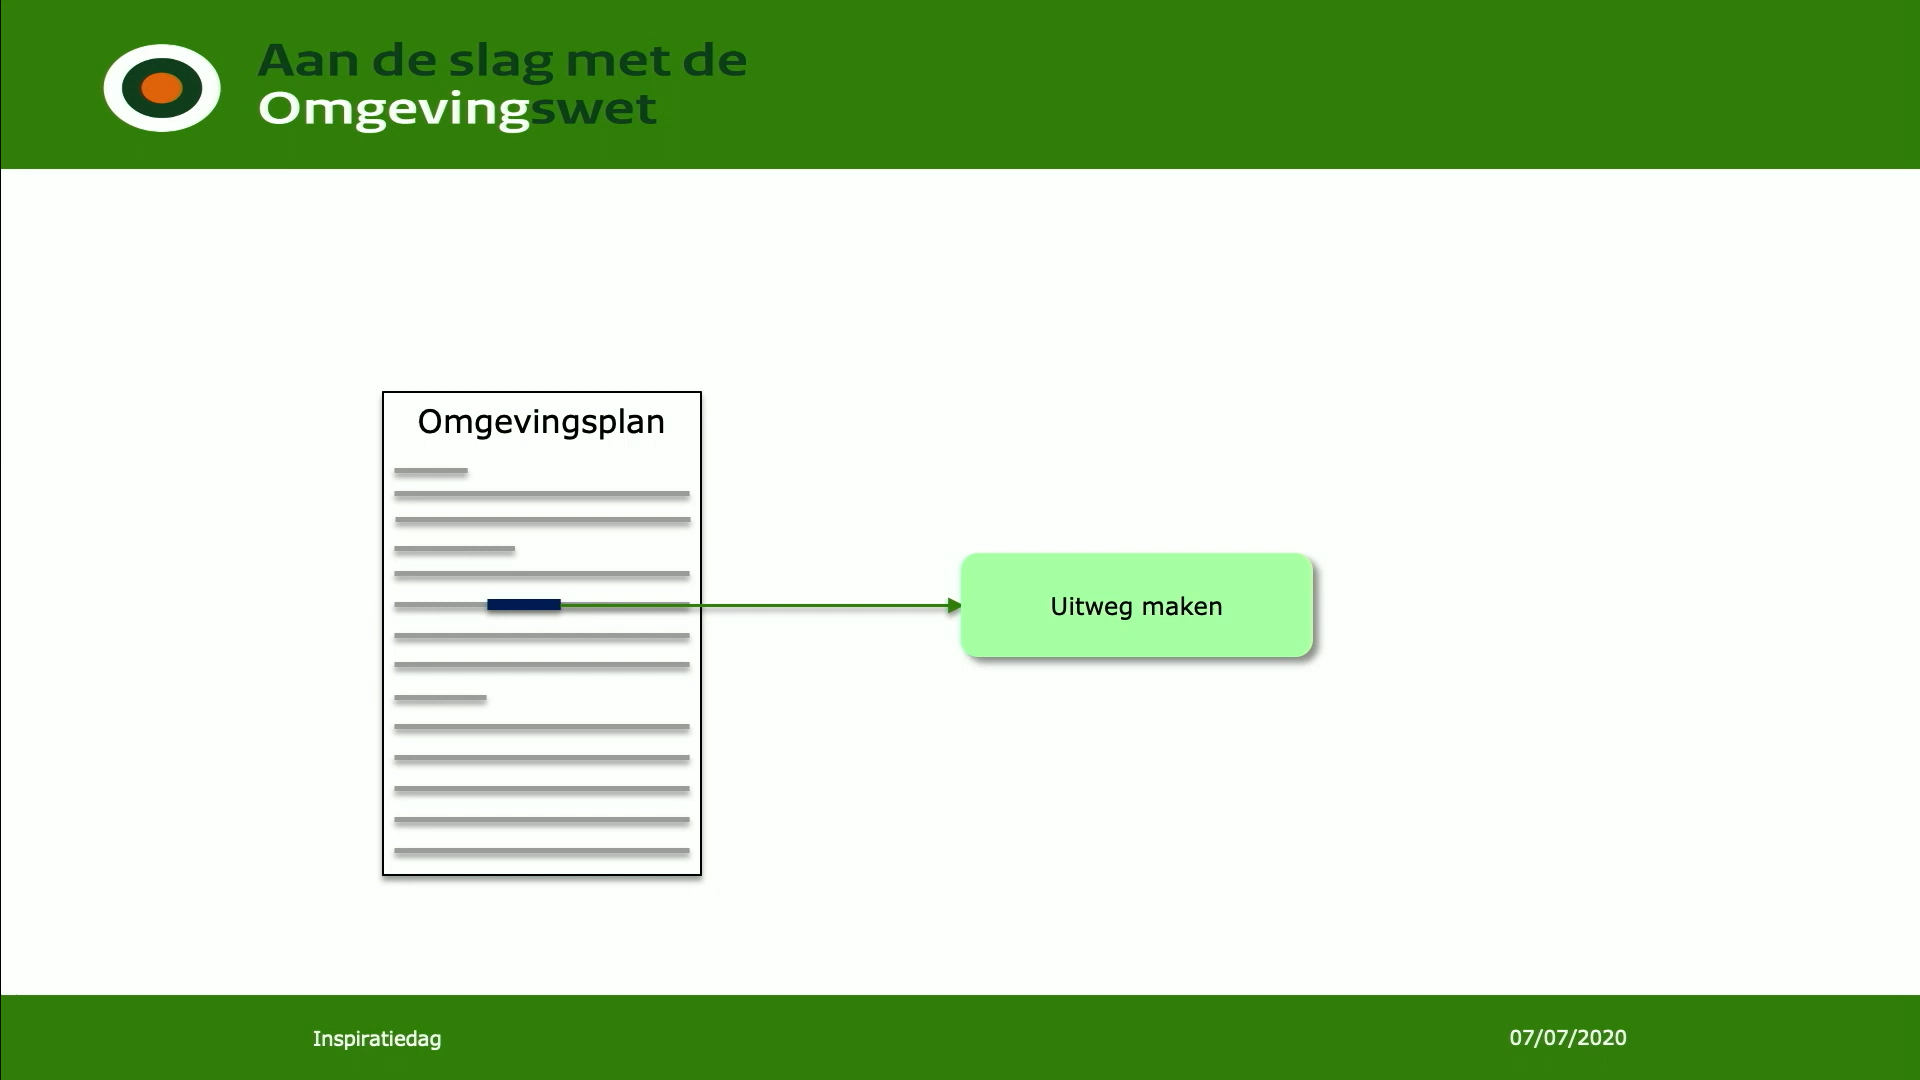 Aan de slag met de
Omgevingswet
Omgevingsplan
Uitweg maken
Inspiratiedag
07/07/2020